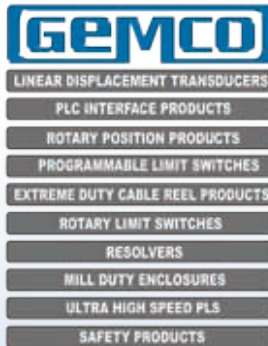 GEMCO
LINEAR DISPLACEMENT TRANSDUCERS
PLC INTERFACE PRODUCTS
ROTARY POSITION PRODUCTS
PROGRAMMABLE LIMIT SWITCHES
EXTREME DUTY CABLE REEL PRODUCTS
ROTARY LIMIT SWITCHES
RESOLVERS
MILL DUTY ENCLOSURES
ULTRA HIGH SPEED PLS
SAFETY PRODUCTS